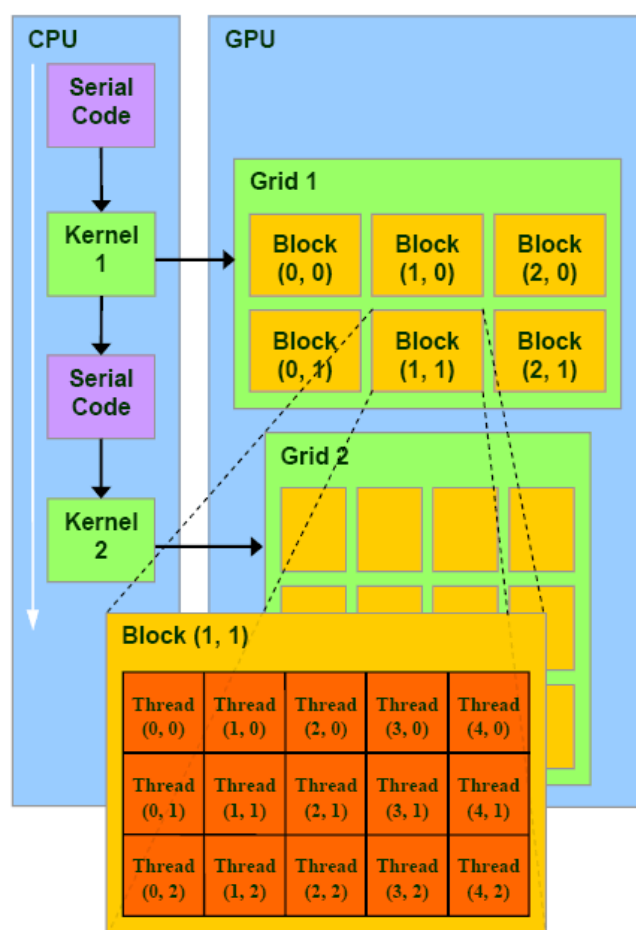 CPU
GPU
Serial
Code
Grid 1
Kernel
1
Block
(0, 0)
Block
(1, 0)
Block
(2, 0)
Block
(0, 1)
Block
(1, 1)
Block
(2, 1)
Serial
Code
Grid 2
Kernel
2
Block (1, 1)
Thread
(0, 0)
Thread
(1, 0)
Thread
(2, 0)
Thread
(3, 0)
Thread
(4, 0)
Thread
(0, 1)
Thread
(1, 1)
Thread
(2, 1)
Thread
(3, 1)
Thread
(4, 1)
Thread
(0, 2)
Thread
(1, 2)
Thread
(2, 2)
Thread
(3, 2)
Thread
(4, 2)